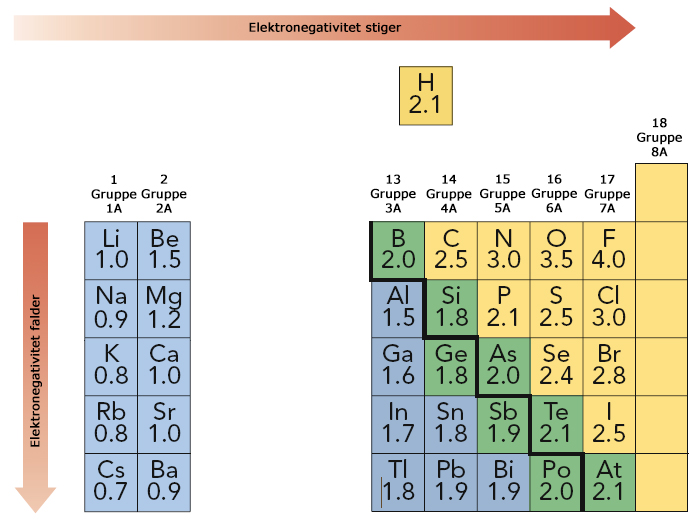 Elektronegativitet stiger
H
2.1
18
Gruppe
8A
1 2 13 14 15 16 17
Gruppe Gruppe Gruppe Gruppe Gruppe Gruppe Gruppe
1A 2A 3A 4A 5A 6A 7A
Elektronegativitet falder
Li Be B C N O F
1.0 1.5 2.0 2.5 3.0 3.5 4.0
Na Mg Al Si P S Cl
0.9 1.2 1.5 1.8 2.1 2.5 3.0
K Ca Ga Ge As Se Br
0.8 1.0 1.6 1.8 2.0 2.4 2.8
Rb Sr In Sn Sb Te I
0.8 1.0 1.7 1.8 1.9 2.1 2.5
Cs Ba Tl Pb Bi Po At
0.7 0.9 1.8 1.9 1.9 2.0 2.1